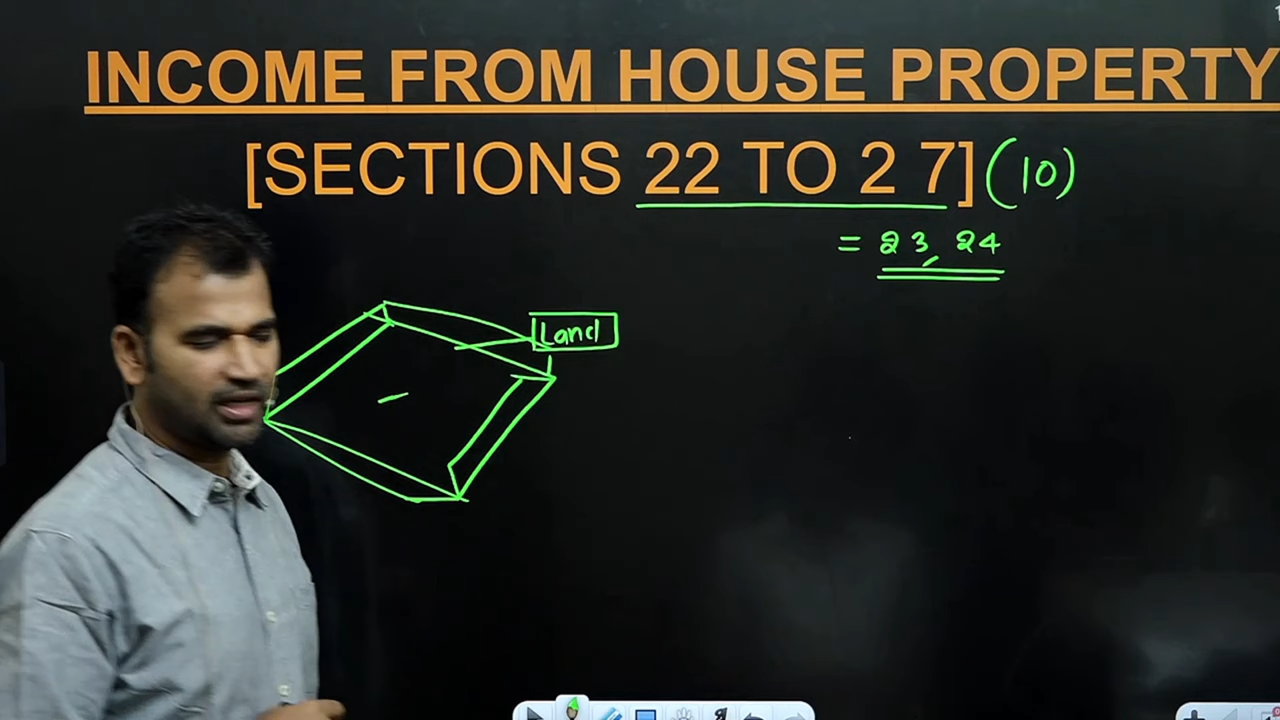 INCOME FROM HOUSE PROPERTY
[SECTIONS 22 TO 2 7] (10)
= 23, 24
Land